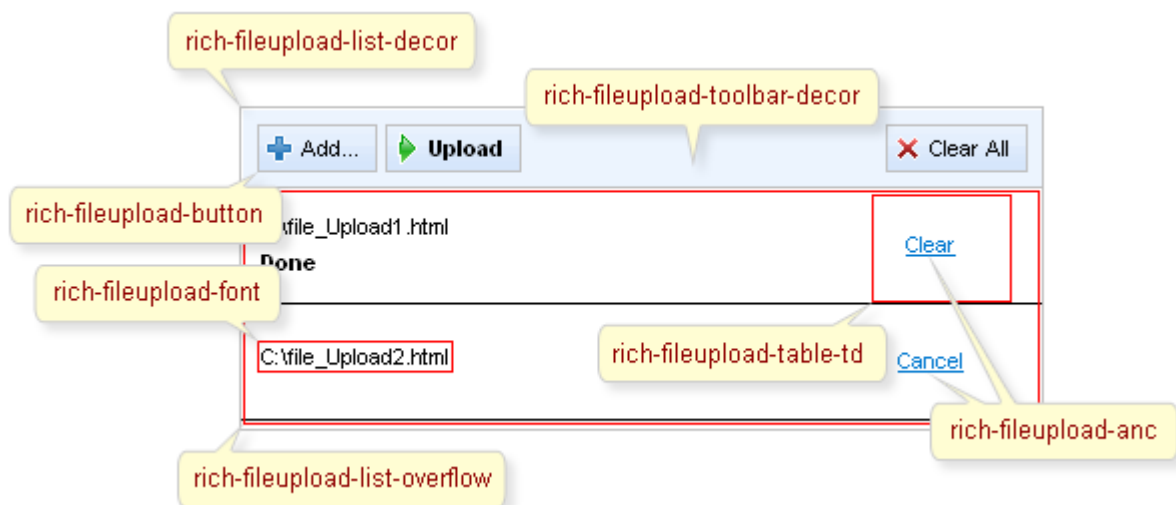 rich-fileupload-list-decor
rich-fileupload-toolbar-decor
Add... Upload Clear All
rich-fileupload-button
\file_Upload1.html
Clear
Done
rich-fileupload-font
rich-fileupload-table-td
C:\file_Upload2.html
Cancel
rich-fileupload-anc
rich-fileupload-list-overflow